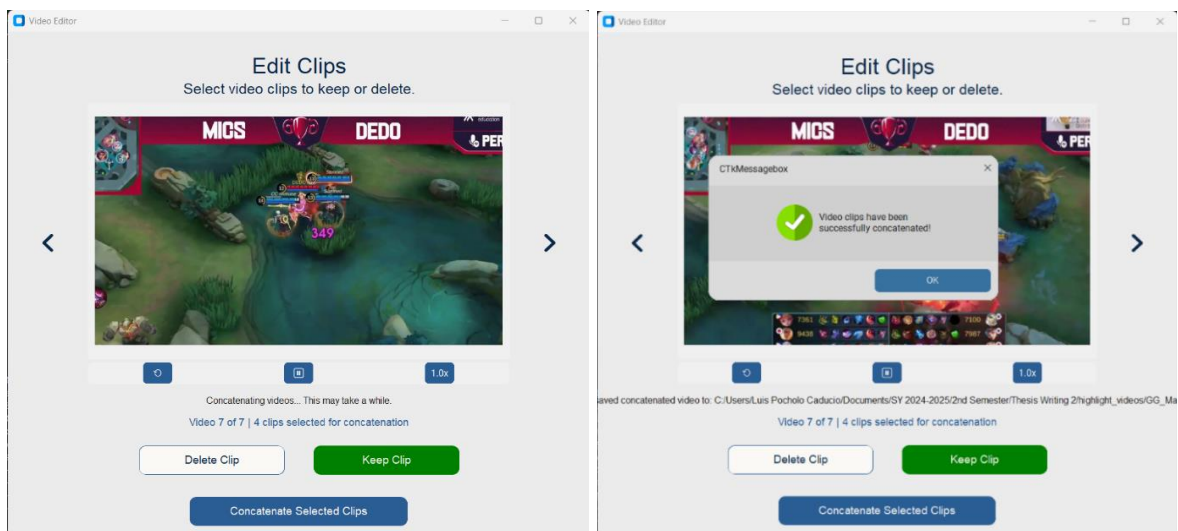 Video Editor
Edit Clips
Select video clips to keep or delete.
MICS DEDO
PER
349
1.0x
Concatenating videos... This may take a while.
Video 7 of 7 | 4 clips selected for concatenation
Delete Clip Keep Clip
Concatenate Selected Clips
Video Editor
Edit Clips
Select video clips to keep or delete.
MICS DEDO
PER
CTkMessagebox
Video clips have been
successfully concatenated!
OK
7361 7100
9438 7967
1.0x
aved concatenated video to: C:/Users/Luis Pocholo Caducio/Documents/SY 2024-2025/2nd Semester/Thesis Writing 2/highlight_videos/GG_Ma
Video 7 of 7 | 4 clips selected for concatenation
Delete Clip Keep Clip
Concatenate Selected Clips